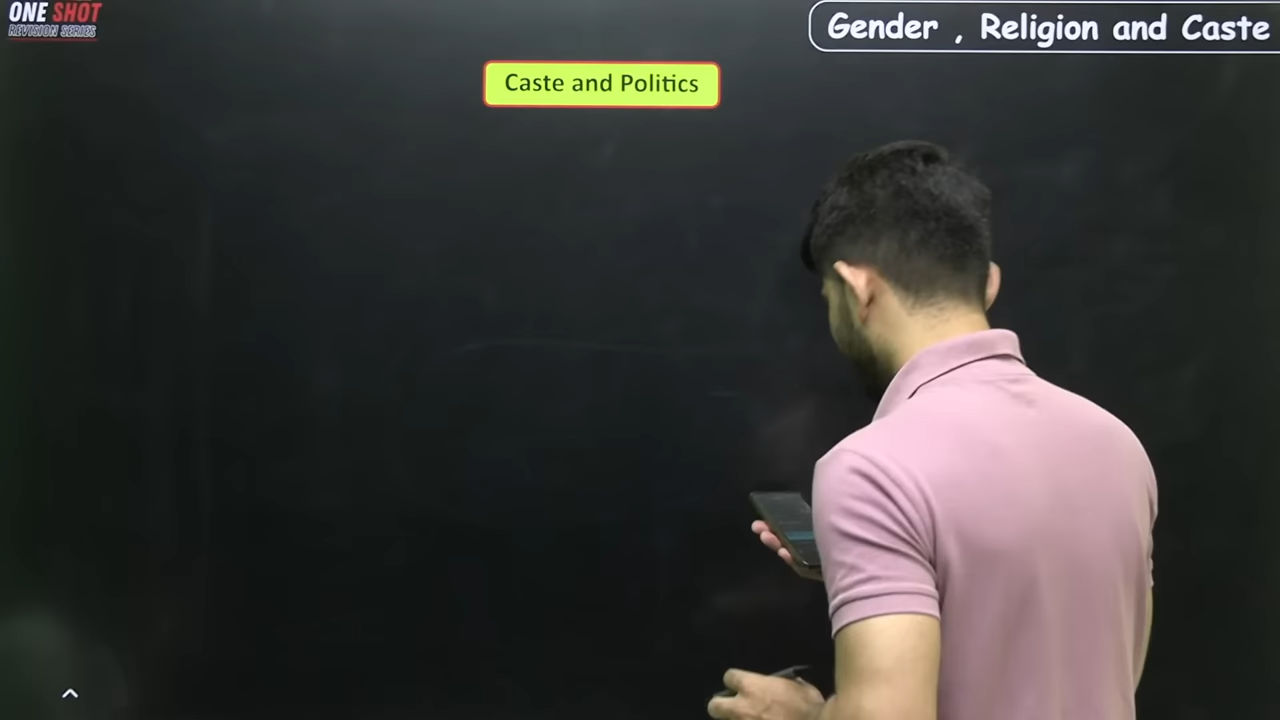 ONE SHOT
REVISION SERIES
Gender , Religion and Caste
Caste and Politics